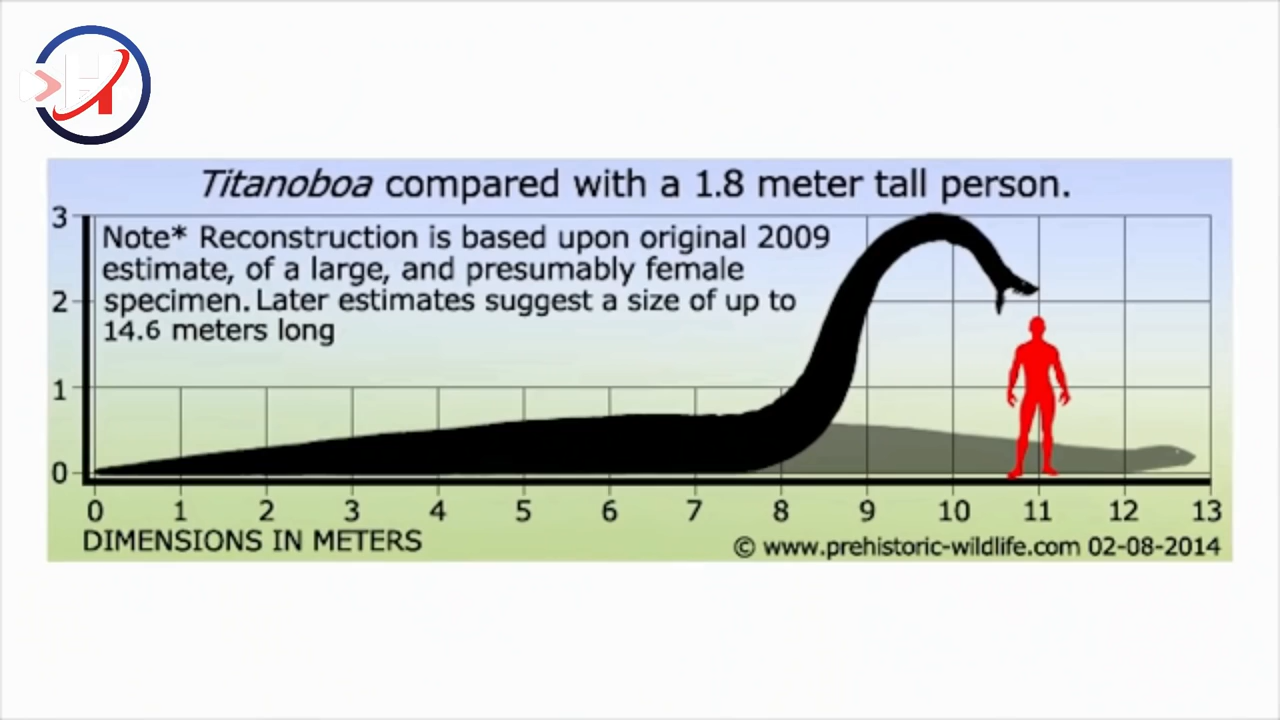 Titanoboa compared with a 1.8 meter tall person.
Note* Reconstruction is based upon original 2009
estimate, of a large, and presumably female
specimen. Later estimates suggest a size of up to
14.6 meters long
3
2
1
0
0 1 2 3 4 5 6 7 8 9 10 11 12 13
DIMENSIONS IN METERS
© www.prehistoric-wildlife.com 02-08-2014